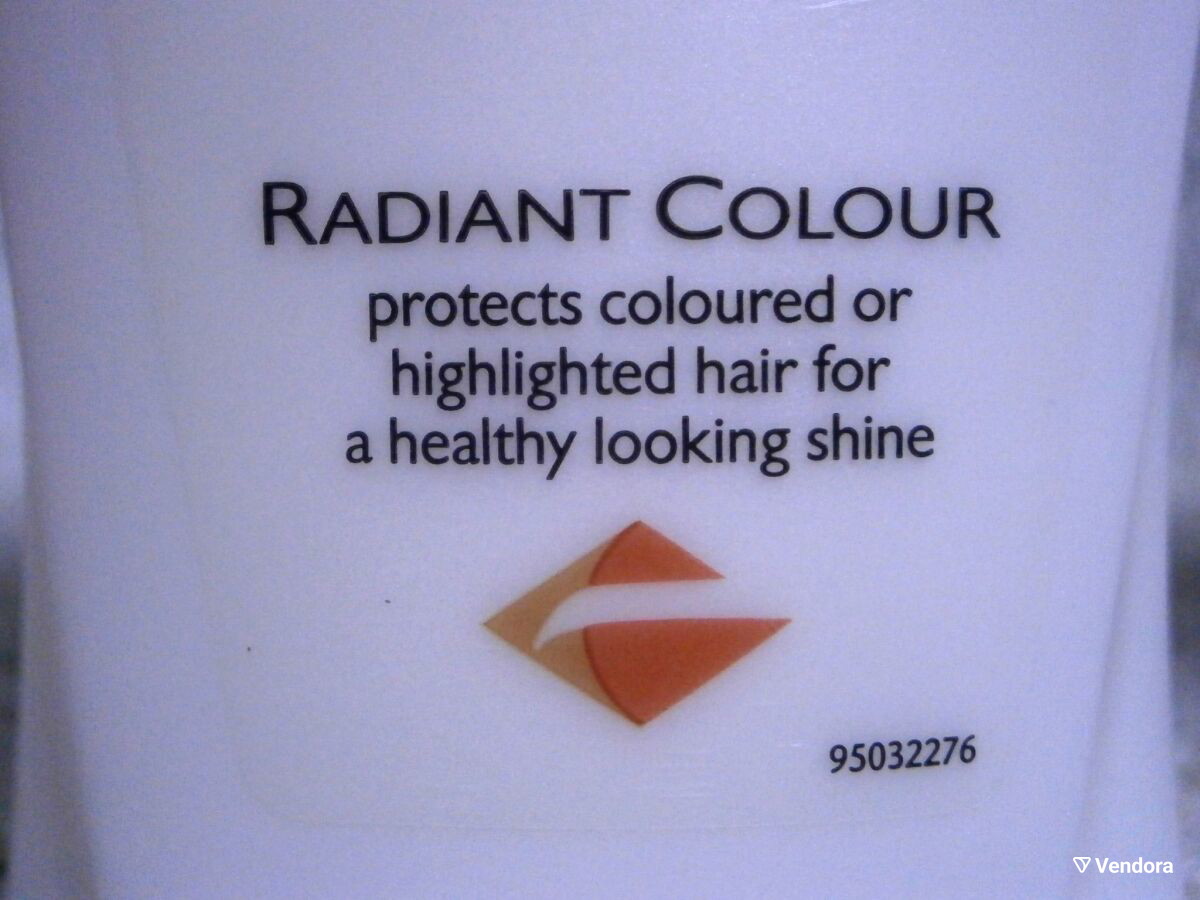 RADIANT COLOUR
protects coloured or
highlighted hair for
a healthy looking shine
95032276
Vendora